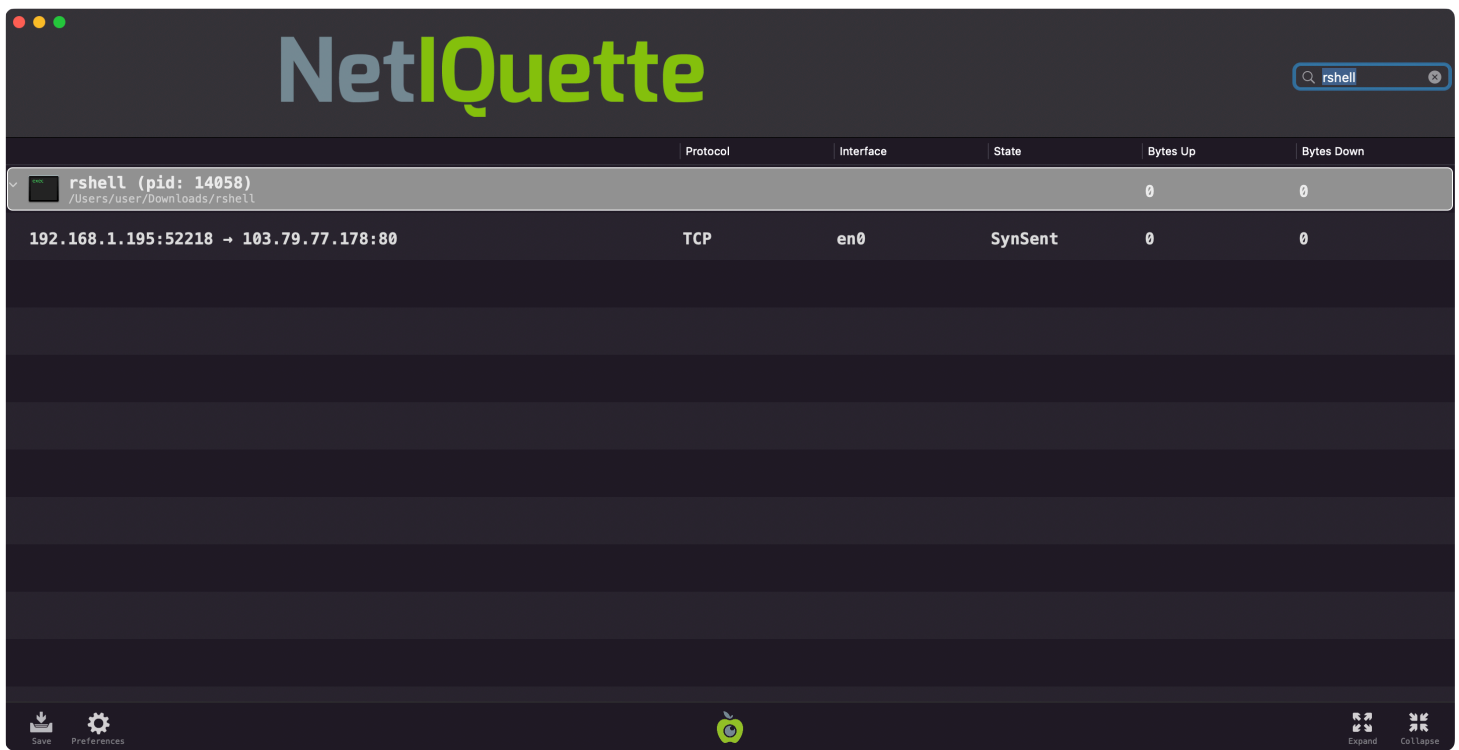 NetIQuette
rshell
Protocol Interface State Bytes Up Bytes Down
rshell (pid: 14058) 0 0
/Users/user/Downloads/rshell
192.168.1.195:52218 → 103.79.77.178:80 TCP en0 SynSent 0 0
Save Preferences Expand Collapse